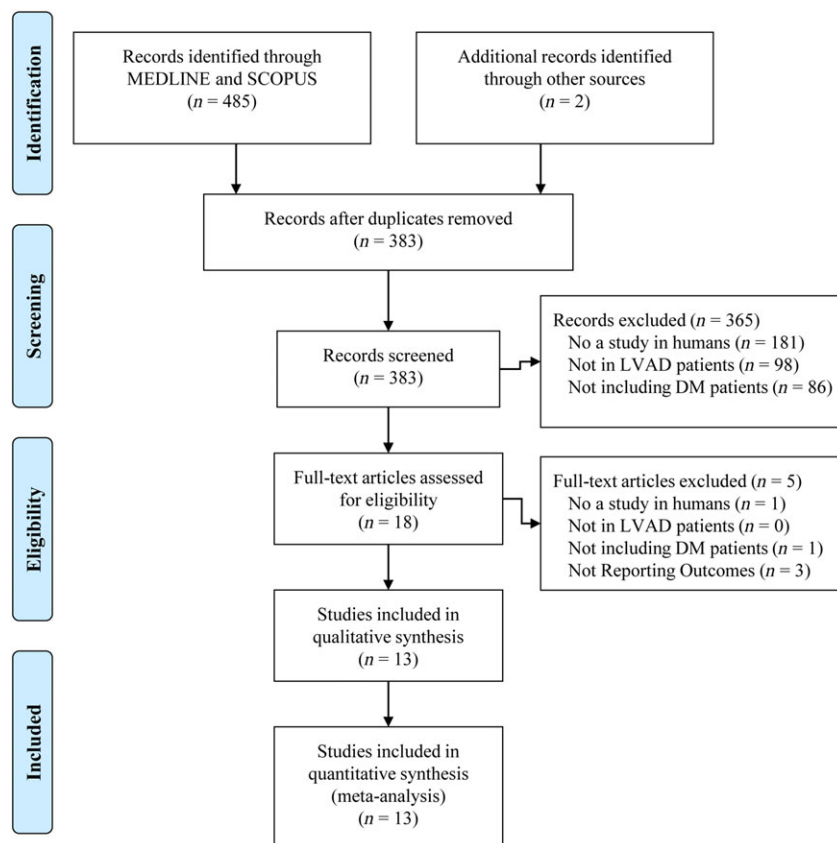 Identification
Records identified through
MEDLINE and SCOPUS
(n = 485)
Additional records identified
through other sources
(n = 2)
Records after duplicates removed
(n = 383)
Screening
Records screened
(n = 383)
Records excluded (n = 365)
No a study in humans (n = 181)
Not in LVAD patients (n = 98)
Not including DM patients (n = 86)
Eligibility
Full-text articles assessed
for eligibility
(n = 18)
Full-text articles excluded (n = 5)
No a study in humans (n = 1)
Not in LVAD patients (n = 0)
Not including DM patients (n = 1)
Not Reporting Outcomes (n = 3)
Studies included in
qualitative synthesis
(n = 13)
Included
Studies included in
quantitative synthesis
(meta-analysis)
(n = 13)